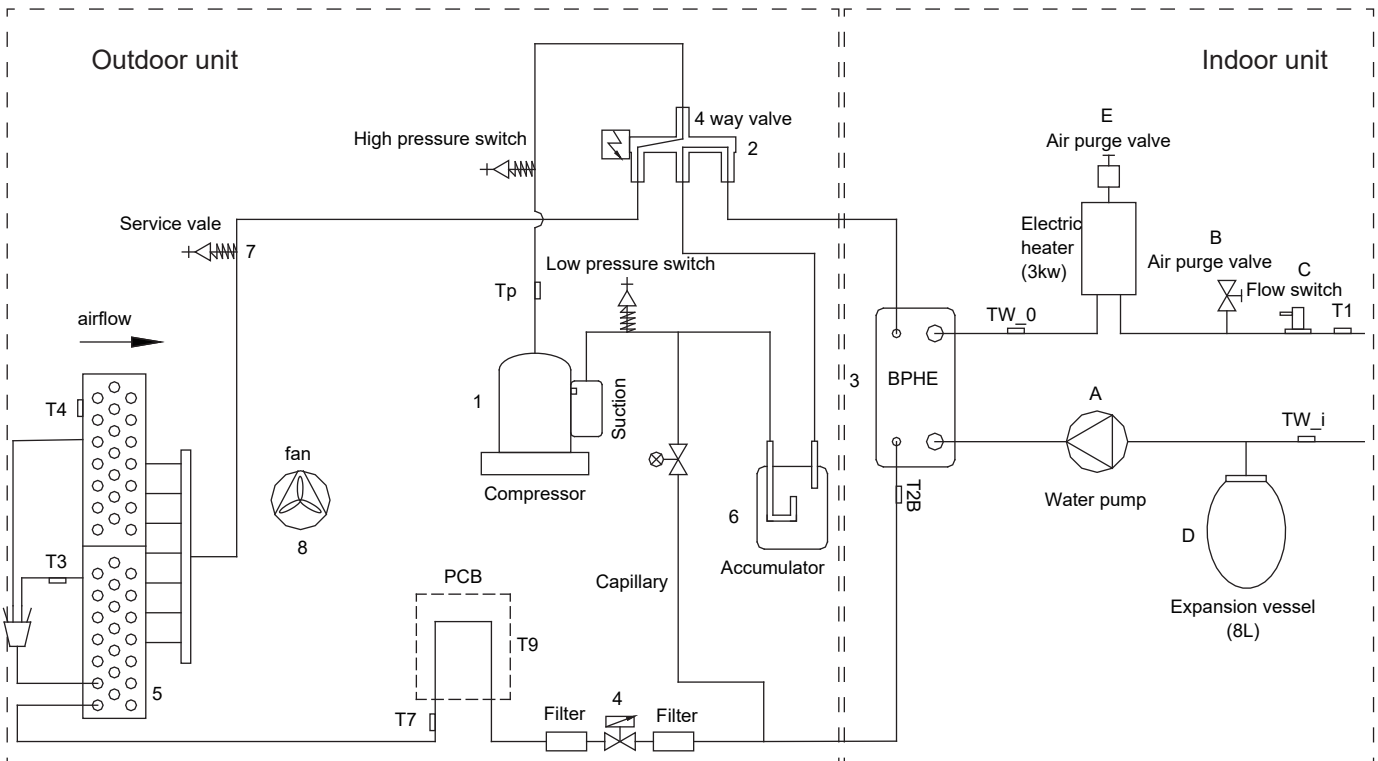 Outdoor unit
Indoor unit
4 way valve
2
High pressure switch
E
Air purge valve
Service vale
7
Electric
heater
(3kw)
B
Air purge valve
C
Flow switch
Low pressure switch
Tp
TW_0
T1
airflow
3
BPHE
A
T4
1
Suction
TW_i
fan
Compressor
T2B
Water pump
8
6
D
T3
Accumulator
PCB
Capillary
Expansion vessel
(8L)
T9
5
4
T7
Filter
Filter